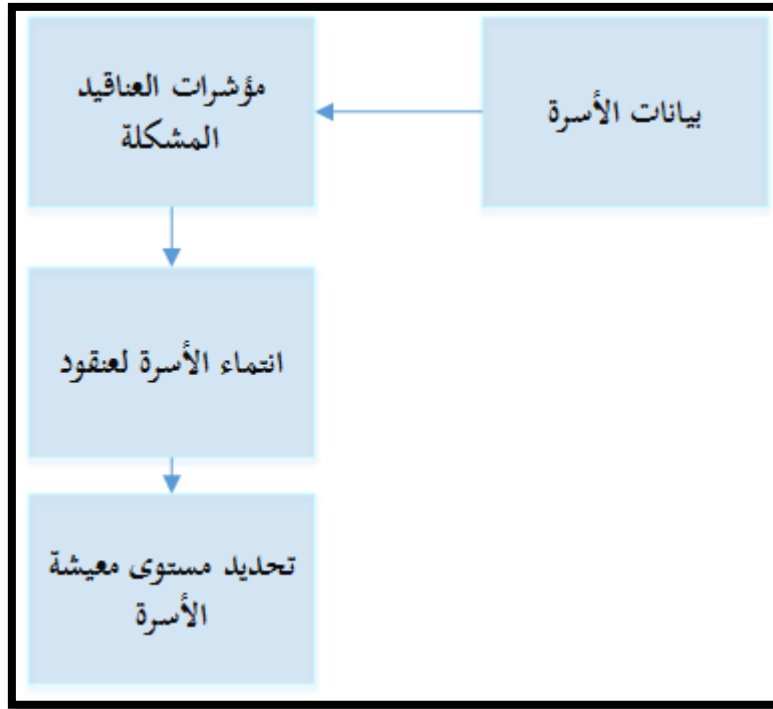 بيانات الأسرة
مؤشرات العناقيد
المشكلة
انتماء الأسرة لعنقود
تحديد مستوى معيشة
الأسرة